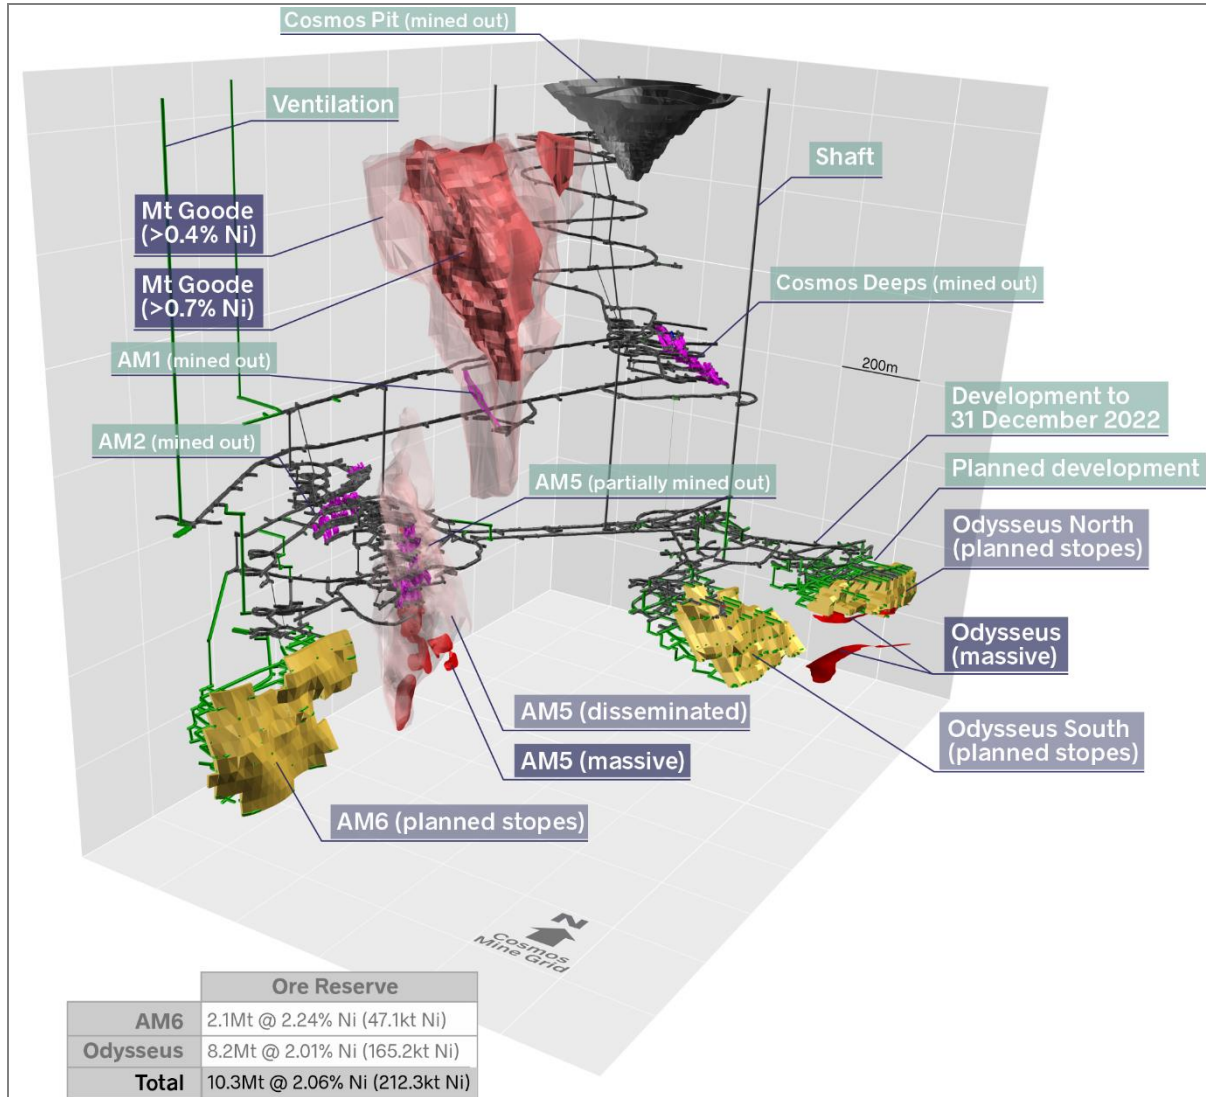 Cosmos Pit (mined out)
Ventilation
Shaft
Mt Goode
(>0.4% Ni)
Mt Goode
(>0.7% Ni)
Cosmos Deeps (mined out)
AM1 (mined out)
200m
Development to
31 December 2022
AM2 (mined out)
Planned development
AM5 (partially mined out)
Odysseus North
(planned stopes)
Odysseus
(massive)
AM5 (disseminated)
Odysseus South
(planned stopes)
AM5 (massive)
AM6 (planned stopes)
N
Cosmos
Mine Grid
Ore Reserve
AM6 2.1Mt @ 2.24% Ni (47.1kt Ni)
Odysseus 8.2Mt @ 2.01% Ni (165.2kt Ni)
Total 10.3Mt @ 2.06% Ni (212.3kt Ni)